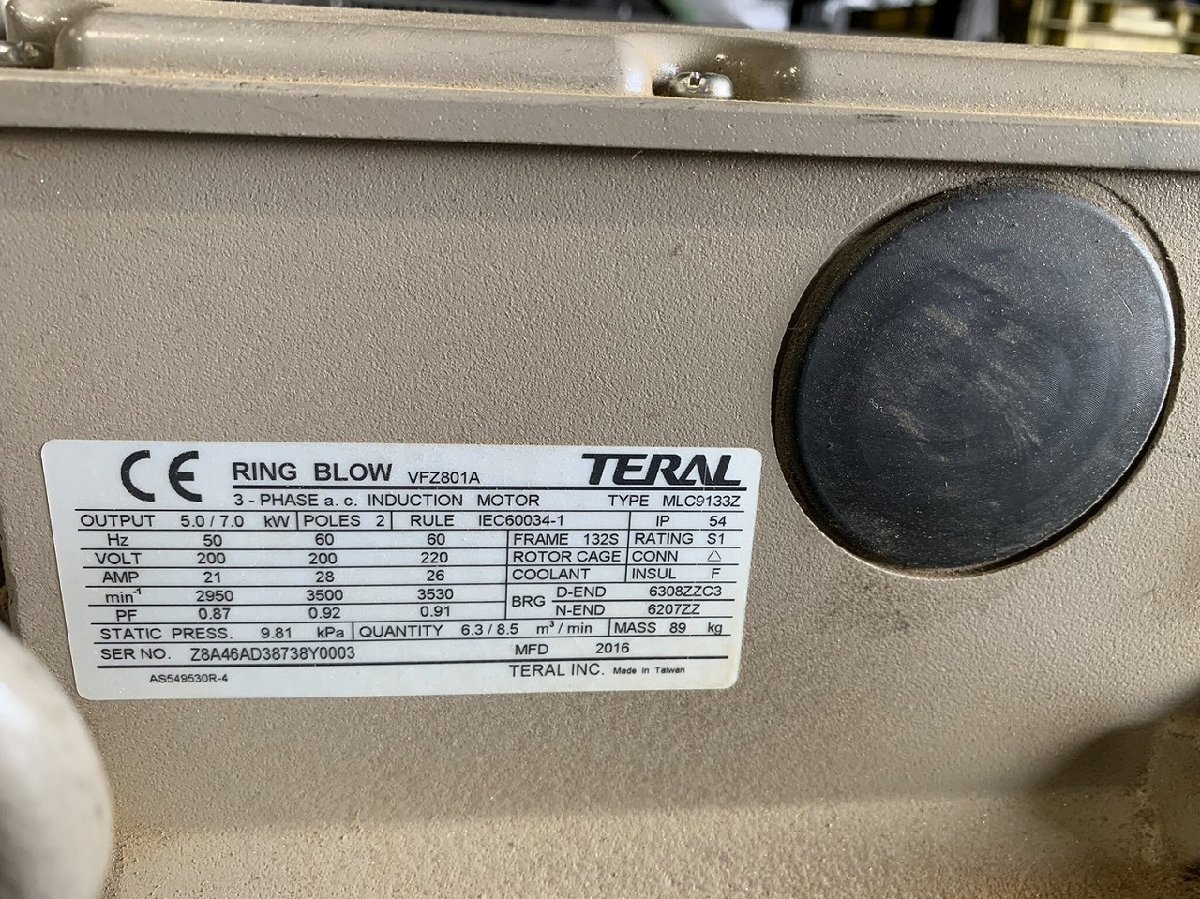 CE RING BLOW VFZ801A TERAL
3 - PHASE a. c. INDUCTION MOTOR TYPE MLC9133Z
OUTPUT 5.0 / 7.0 kW POLES 2 RULE IEC60034-1 IP 54
Hz 50 60 60 FRAME 132S RATING S1
VOLT 200 200 220 ROTOR CAGE CONN △
AMP 21 28 26 COOLANT INSUL F
min-1 2950 3500 3530 BRG D-END 6308ZZC3
PF 0.87 0.92 0.91 N-END 6207ZZ
STATIC PRESS. 9.81 kPa QUANTITY 6.3 / 8.5 m³ / min MASS 89 kg
SER NO. Z8A46AD38738Y0003 MFD 2016
AS549530R-4 TERAL INC. Made in Taiwan